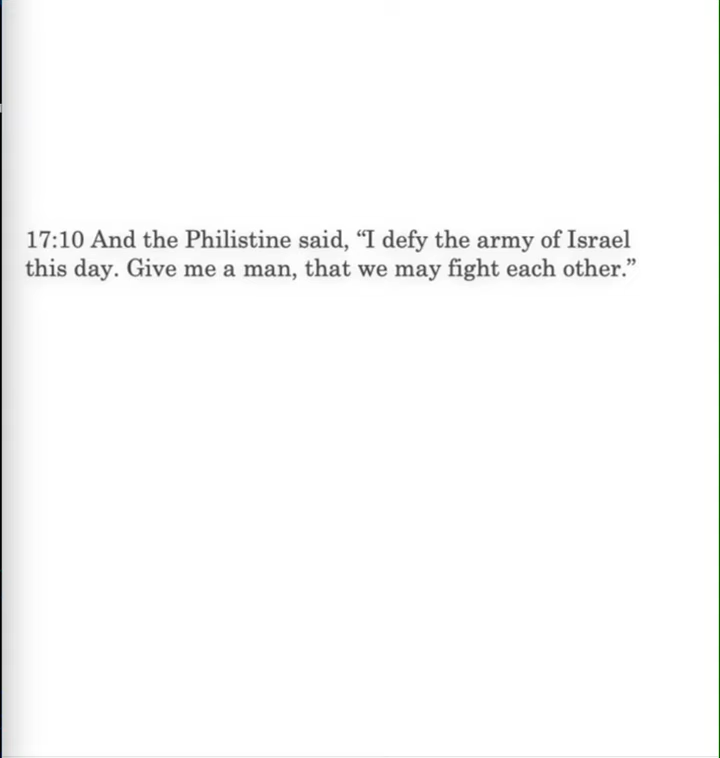 17:10 And the Philistine said, “I defy the army of Israel
this day. Give me a man, that we may fight each other.”